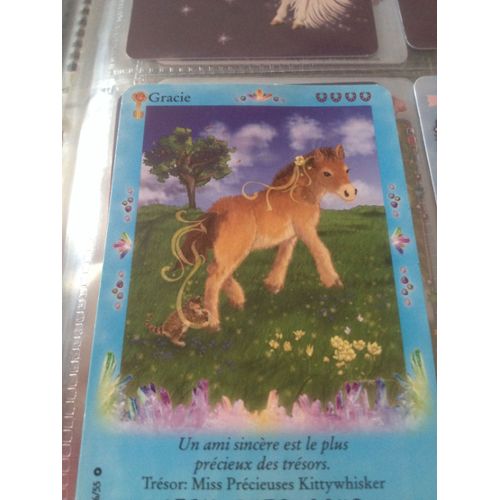 Gracie
Un ami sincère est le plus
précieux des trésors.
Trésor: Miss Précieuses Kittywhisker